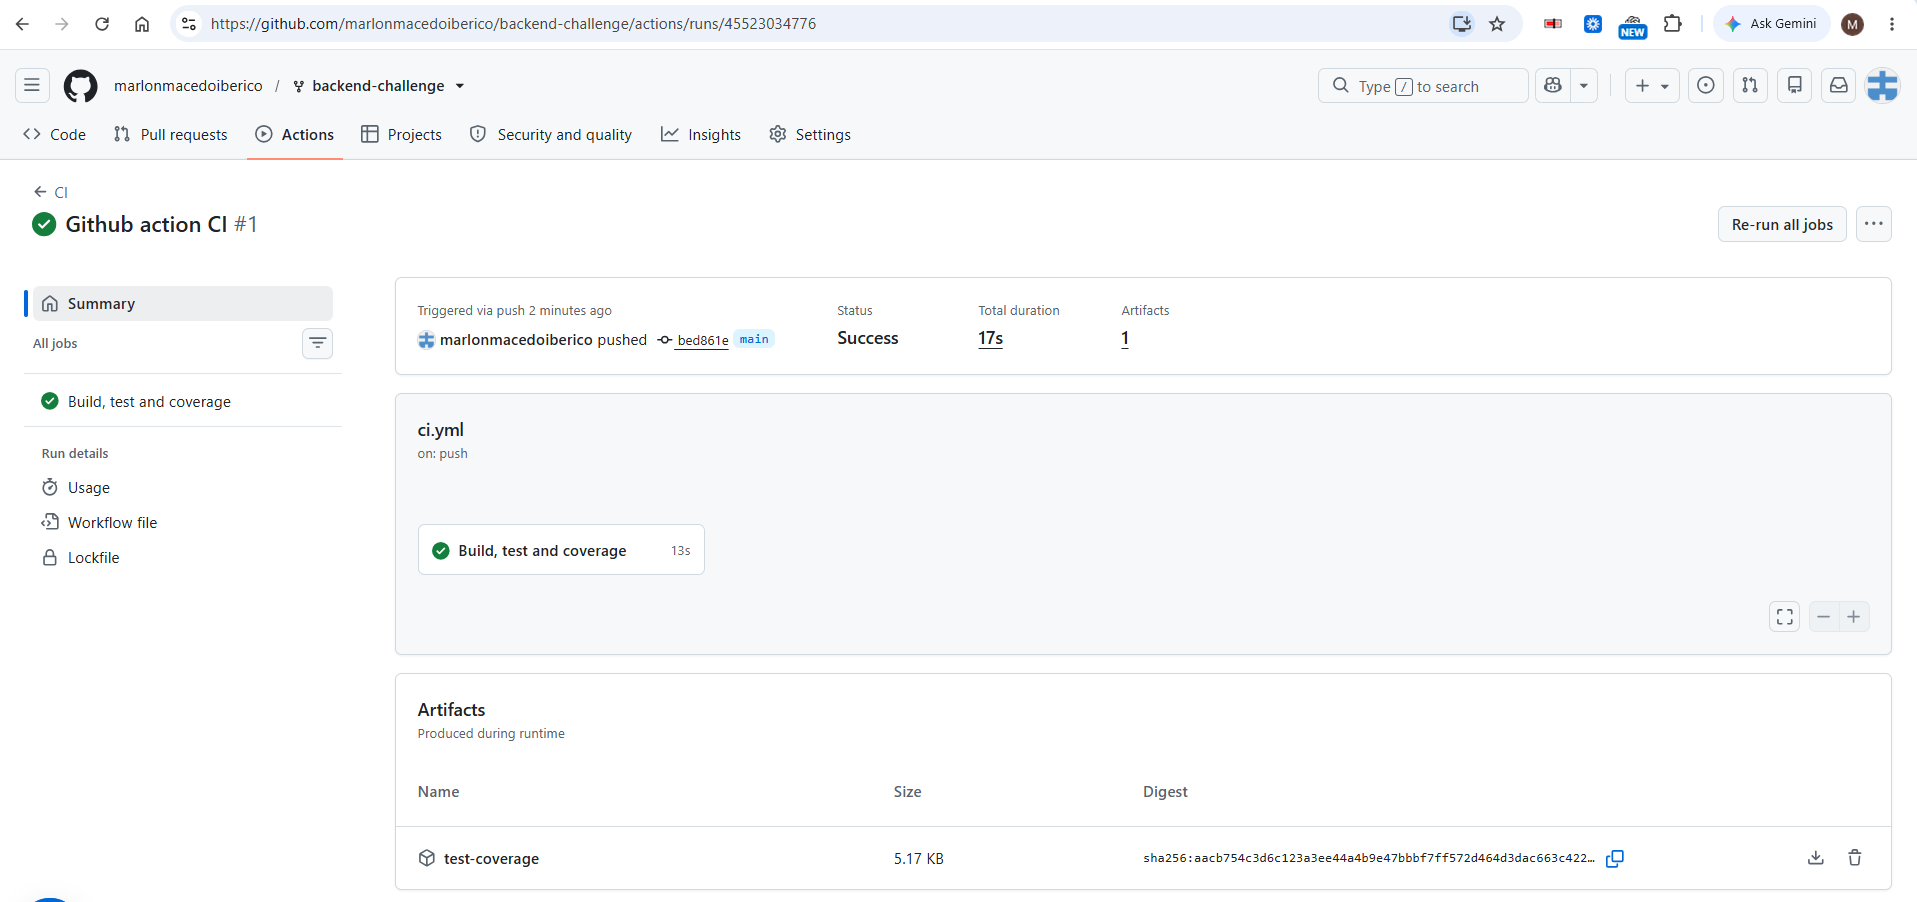 https://github.com/marlonmacedoiberico/backend-challenge/actions/runs/45523034776
NEW
Ask Gemini
M
marlonmacedoiberico / backend-challenge
Type / to search
Code
Pull requests
Actions
Projects
Security and quality
Insights
Settings
CI
Github action CI #1
Re-run all jobs
Summary
All jobs
Build, test and coverage
Run details
Usage
Workflow file
Lockfile
Triggered via push 2 minutes ago
marlonmacedoiberico pushed bed861e main
Status
Success
Total duration
17s
Artifacts
1
ci.yml
on: push
Build, test and coverage 13s
Artifacts
Produced during runtime
Name Size Digest
test-coverage 5.17 KB sha256:aacb754c3d6c123a3ee44a4b9e47bbbf7ff572d464d3dac663c422…